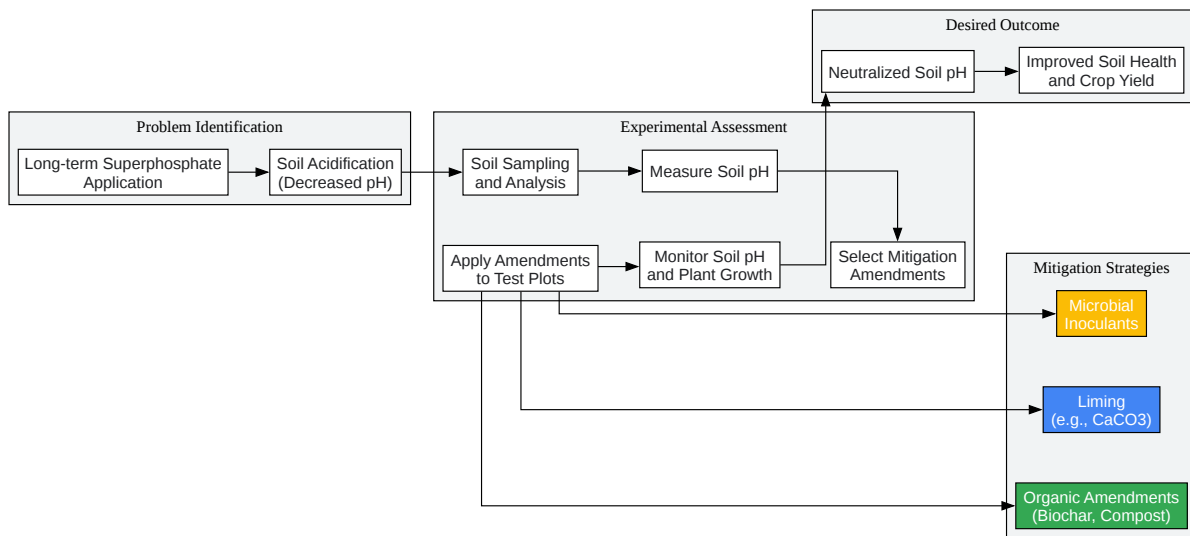 Desired Outcome
Neutralized Soil pH
Improved Soil Health
and Crop Yield
Problem Identification
Long-term Superphosphate
Application
Soil Acidification
(Decreased pH)
Experimental Assessment
Soil Sampling
and Analysis
Measure Soil pH
Apply Amendments
to Test Plots
Monitor Soil pH
and Plant Growth
Select Mitigation
Amendments
Mitigation Strategies
Microbial
Inoculants
Liming
(e.g., CaCO3)
Organic Amendments
(Biochar, Compost)